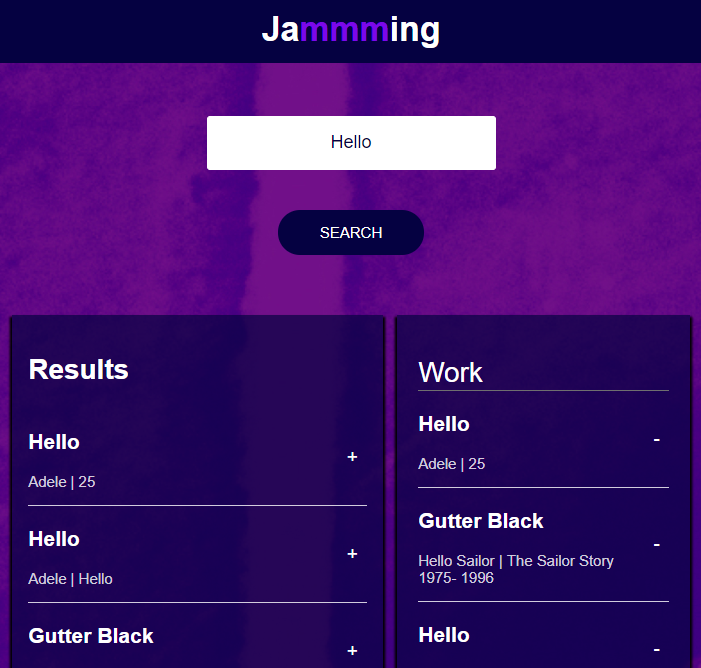 Jammming
Hello
SEARCH
Results
Hello
+
Adele | 25
Hello
+
Adele | Hello
Gutter Black
+
Work
Hello
-
Adele | 25
Gutter Black
-
Hello Sailor | The Sailor Story
1975- 1996
Hello
-